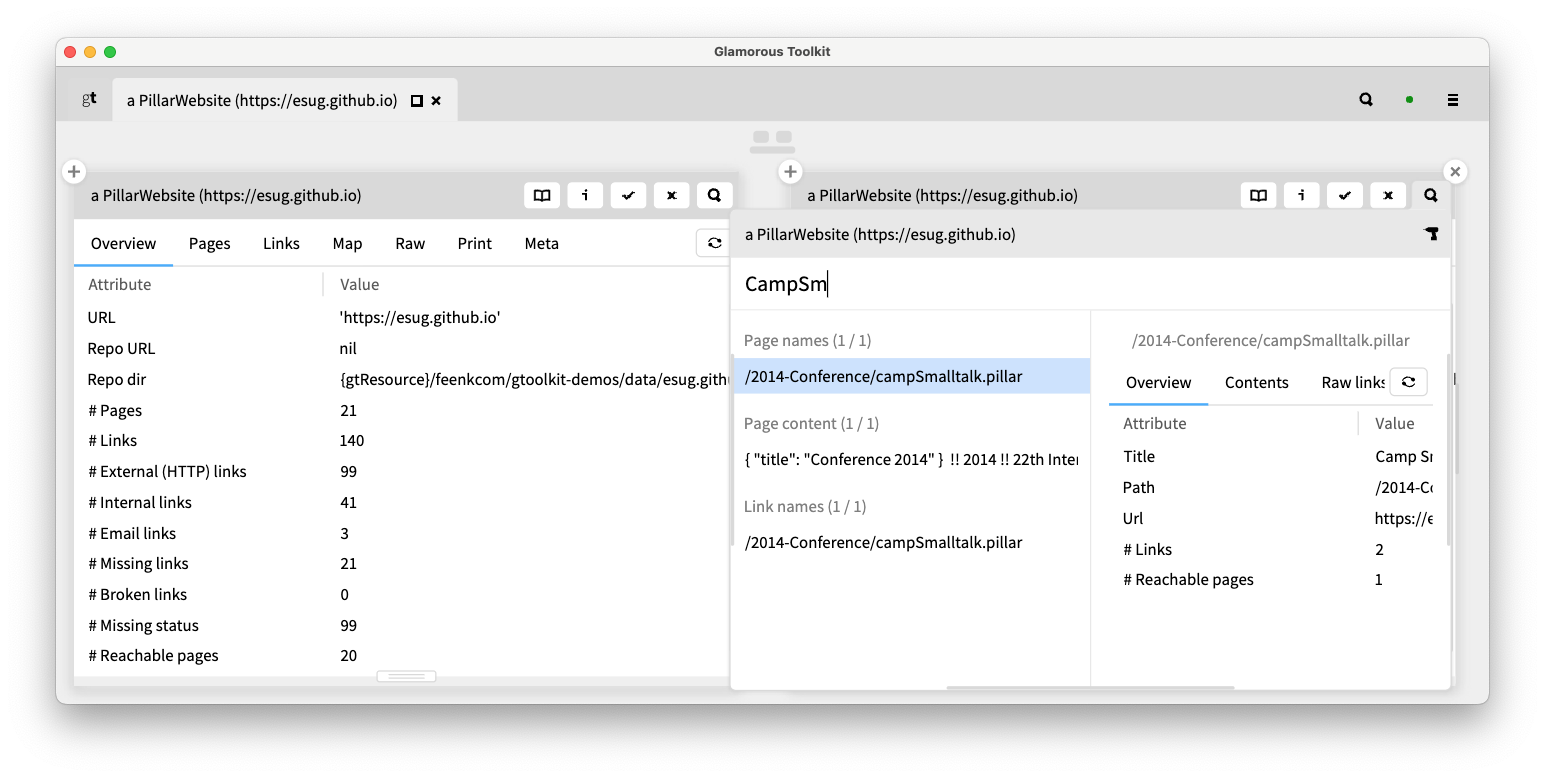 Glamorous Toolkit
gt
a PillarWebsite (https://esug.github.io)
a PillarWebsite (https://esug.github.io)
i
Overview Pages Links Map Raw Print Meta
Attribute Value
URL 'https://esug.github.io'
Repo URL nil
Repo dir {gtResource}/feenkcom/gtoolkit-demos/data/esug.gith
# Pages 21
# Links 140
# External (HTTP) links 99
# Internal links 41
# Email links 3
# Missing links 21
# Broken links 0
# Missing status 99
# Reachable pages 20
a PillarWebsite (https://esug.github.io)
i
a PillarWebsite (https://esug.github.io)
CampSm
Page names (1 / 1)
/2014-Conference/campSmalltalk.pillar
Page content (1 / 1)
{ "title": "Conference 2014" } !! 2014 !! 22th Inter
Link names (1 / 1)
/2014-Conference/campSmalltalk.pillar
/2014-Conference/campSmalltalk.pillar
Overview Contents Raw links
Attribute Value
Title Camp
Path /2014-C
Url https://e
# Links 2
# Reachable pages 1